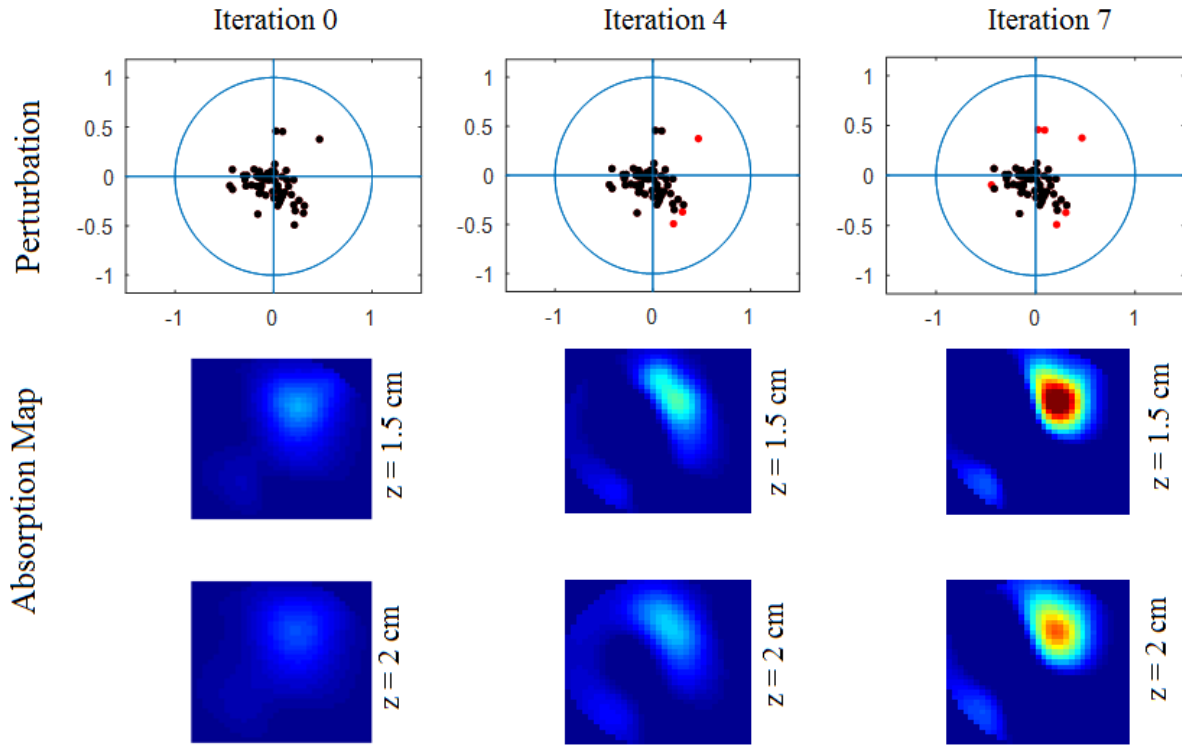 Iteration 0
Iteration 4
Iteration 7
Perturbation
1
0.5
0
-0.5
-1
-1
0
1
1
0.5
0
-0.5
-1
-1
0
1
1
0.5
0
-0.5
-1
-1
0
1
Absorption Map
z = 1.5 cm
z = 1.5 cm
z = 1.5 cm
z = 2 cm
z = 2 cm
z = 2 cm